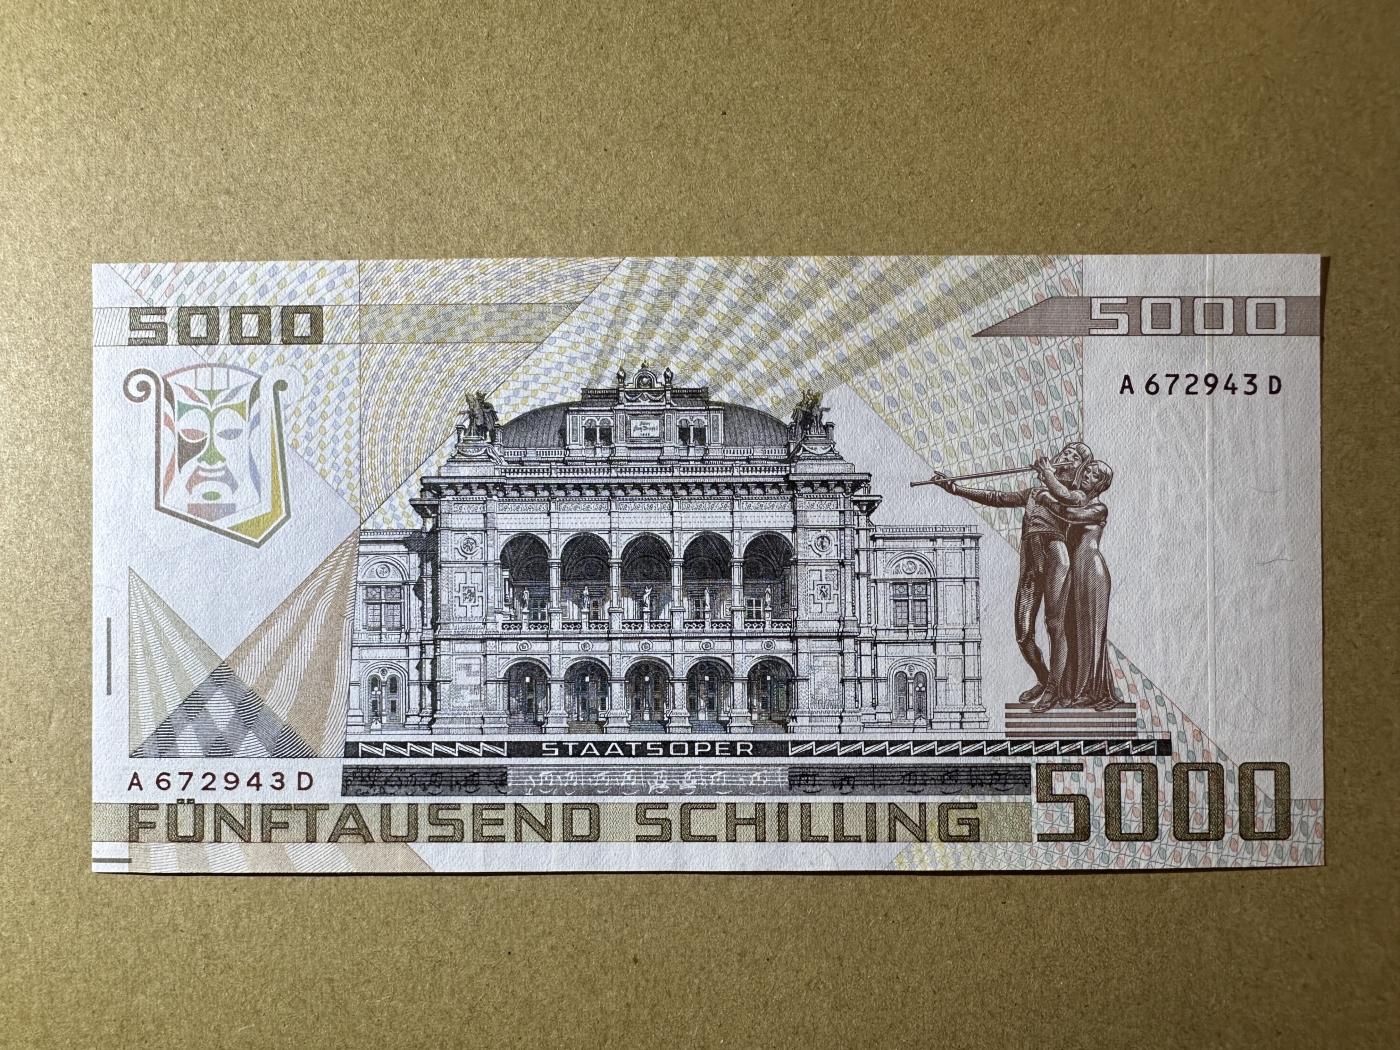 5000
5000
A 672943 D
STAATSOPER
A 672943 D
FÜNFTAUSEND SCHILLING
5000